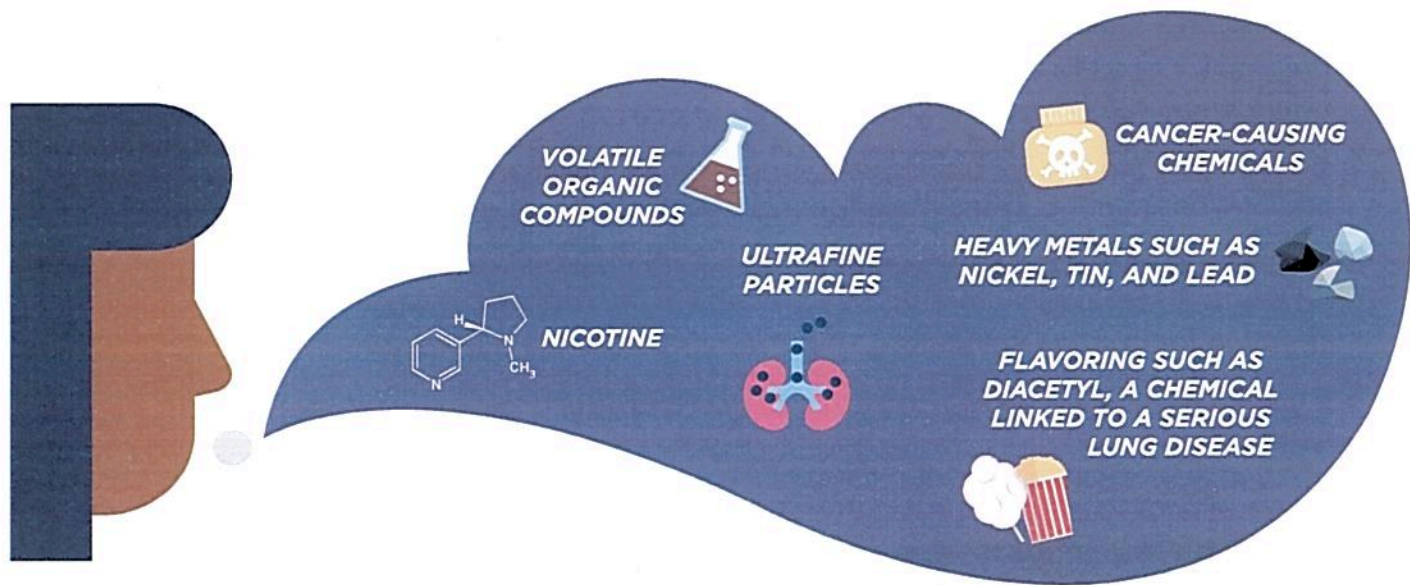 VOLATILE
ORGANIC
COMPOUNDS
CANCER-CAUSING
CHEMICALS
ULTRAFINE
PARTICLES
HEAVY METALS SUCH AS
NICKEL, TIN, AND LEAD
H
N
CH₃
N
NICOTINE
FLAVORING SUCH AS
DIACETYL, A CHEMICAL
LINKED TO A SERIOUS
LUNG DISEASE